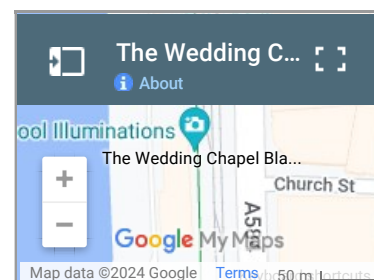 The Wedding C...
About
ool Illuminations
The Wedding Chapel Bla...
+
Church St
−
A584
Google My Maps
Map data ©2024 Google Terms 50 m